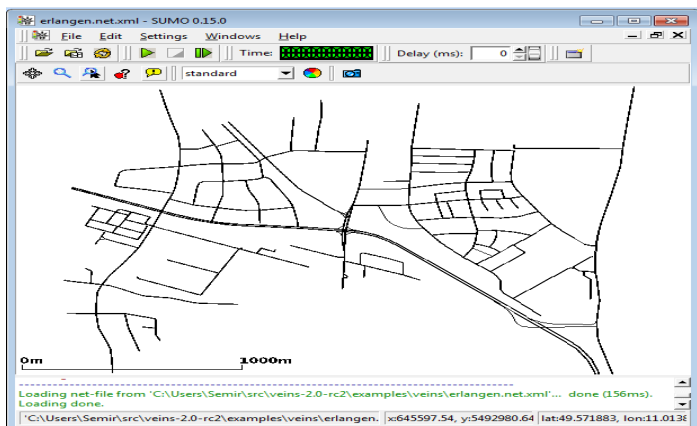 erlangen.net.xml - SUMO 0.15.0
File Edit Settings Windows Help
Time: Delay (ms): 0
standard
0m 1000m
Loading net-file from 'C:\Users\Semir\src\veins-2.0-rc2\examples\veins\erlangen.net.xml'... done (156ms).
Loading done.
'C:\Users\Semir\src\veins-2.0-rc2\examples\veins\erlangen. x:645597.54, y:5492980.64 lat:49.571883, lon:11.0138